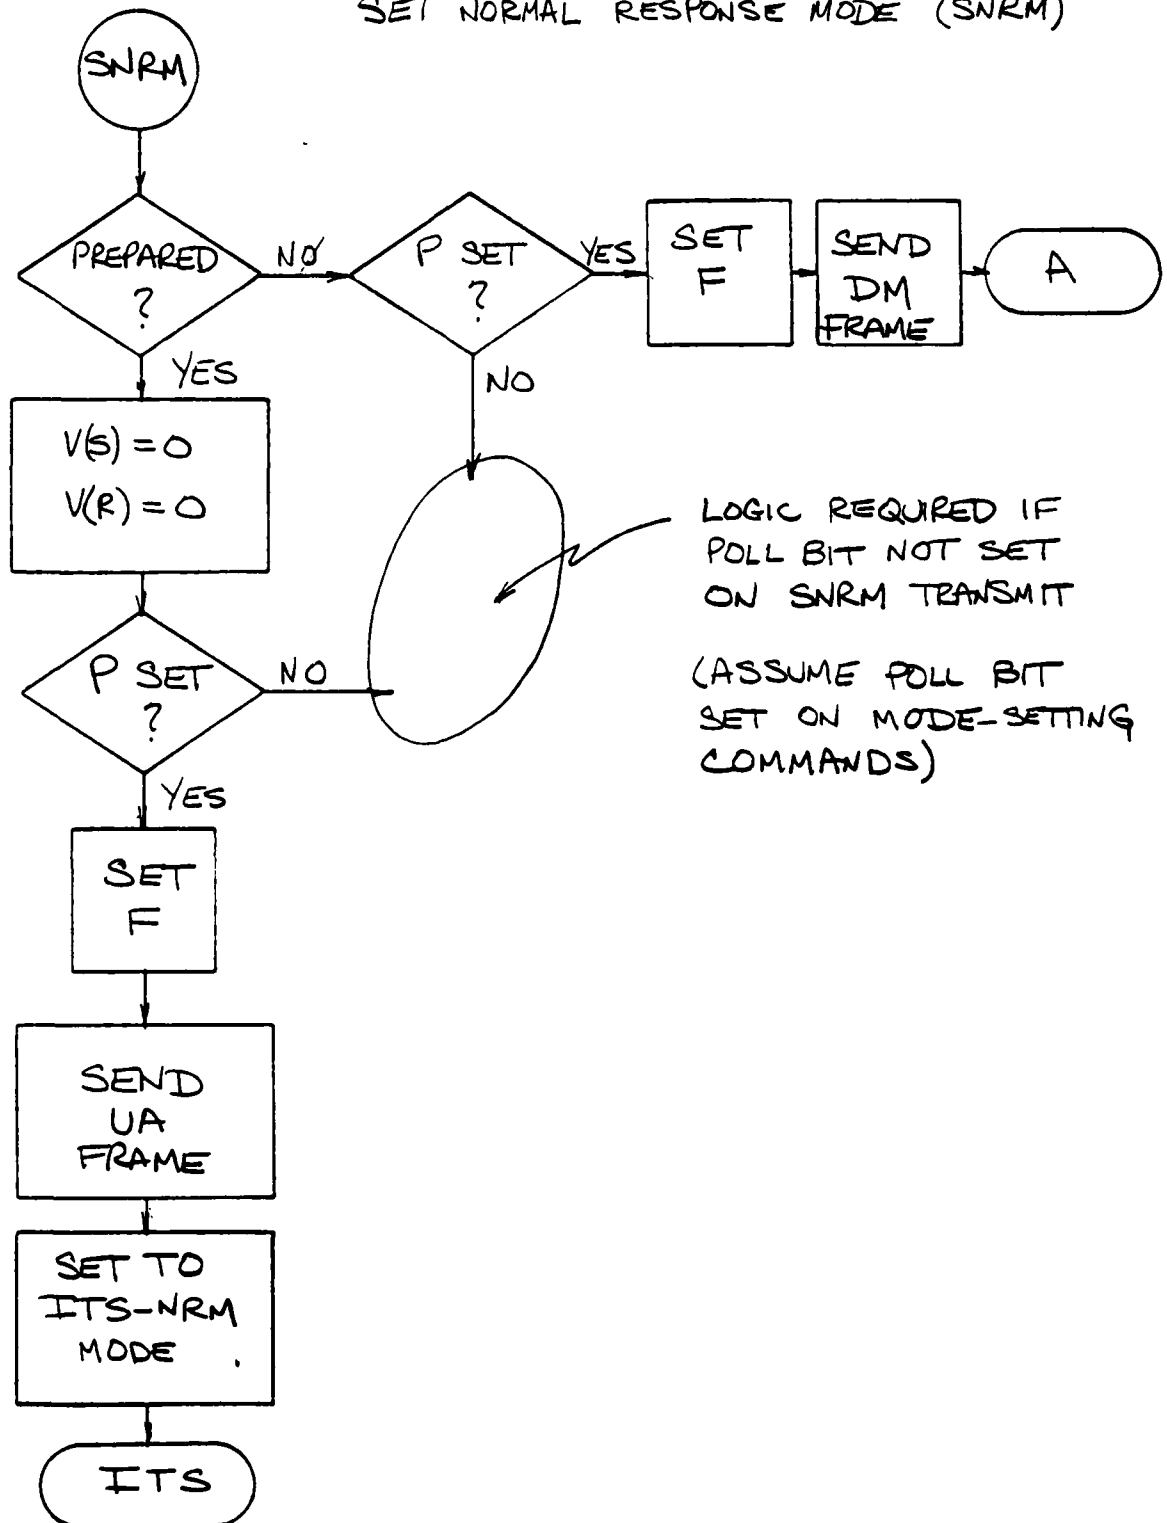 SET NORMAL RESPONSE MODE (SNRM)
SNRM
PREPARED
?
NO
P SET
?
YES
SET
F
SEND
DM
FRAME
A
YES
NO
V(S) = 0
V(R) = 0
LOGIC REQUIRED IF
POLL BIT NOT SET
ON SNRM TRANSMIT
(ASSUME POLL BIT
SET ON MODE-SETTING
COMMANDS)
P SET
?
NO
YES
SET
F
SEND
UA
FRAME
SET TO
ITS-NRM
MODE
ITS